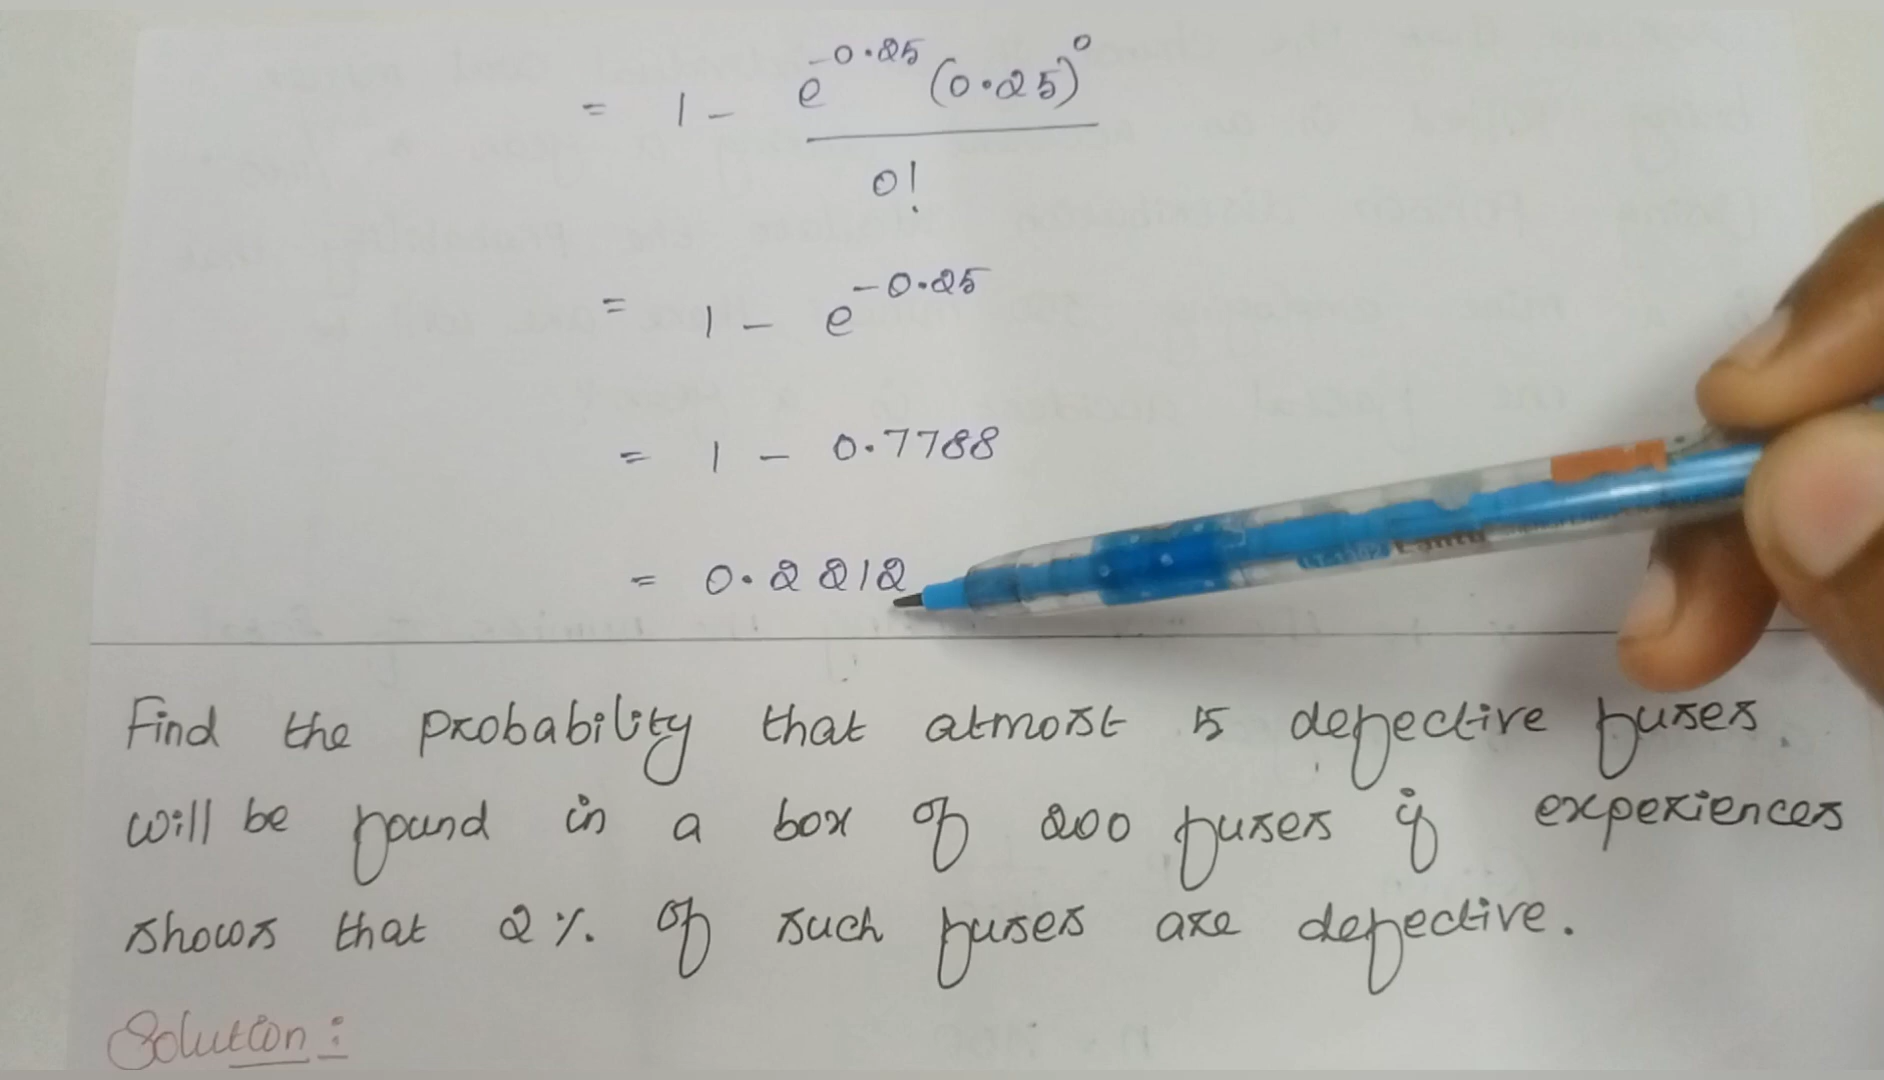 = 1 - e^-0.25 (0.25)^0
0!
= 1 - e^-0.25
= 1 - 0.7788
= 0.2212
Find the probability that atmost 5 defective fuses
will be found in a box of 200 fuses if experiences
shows that 2%. of such fuses are defective.
Solution: